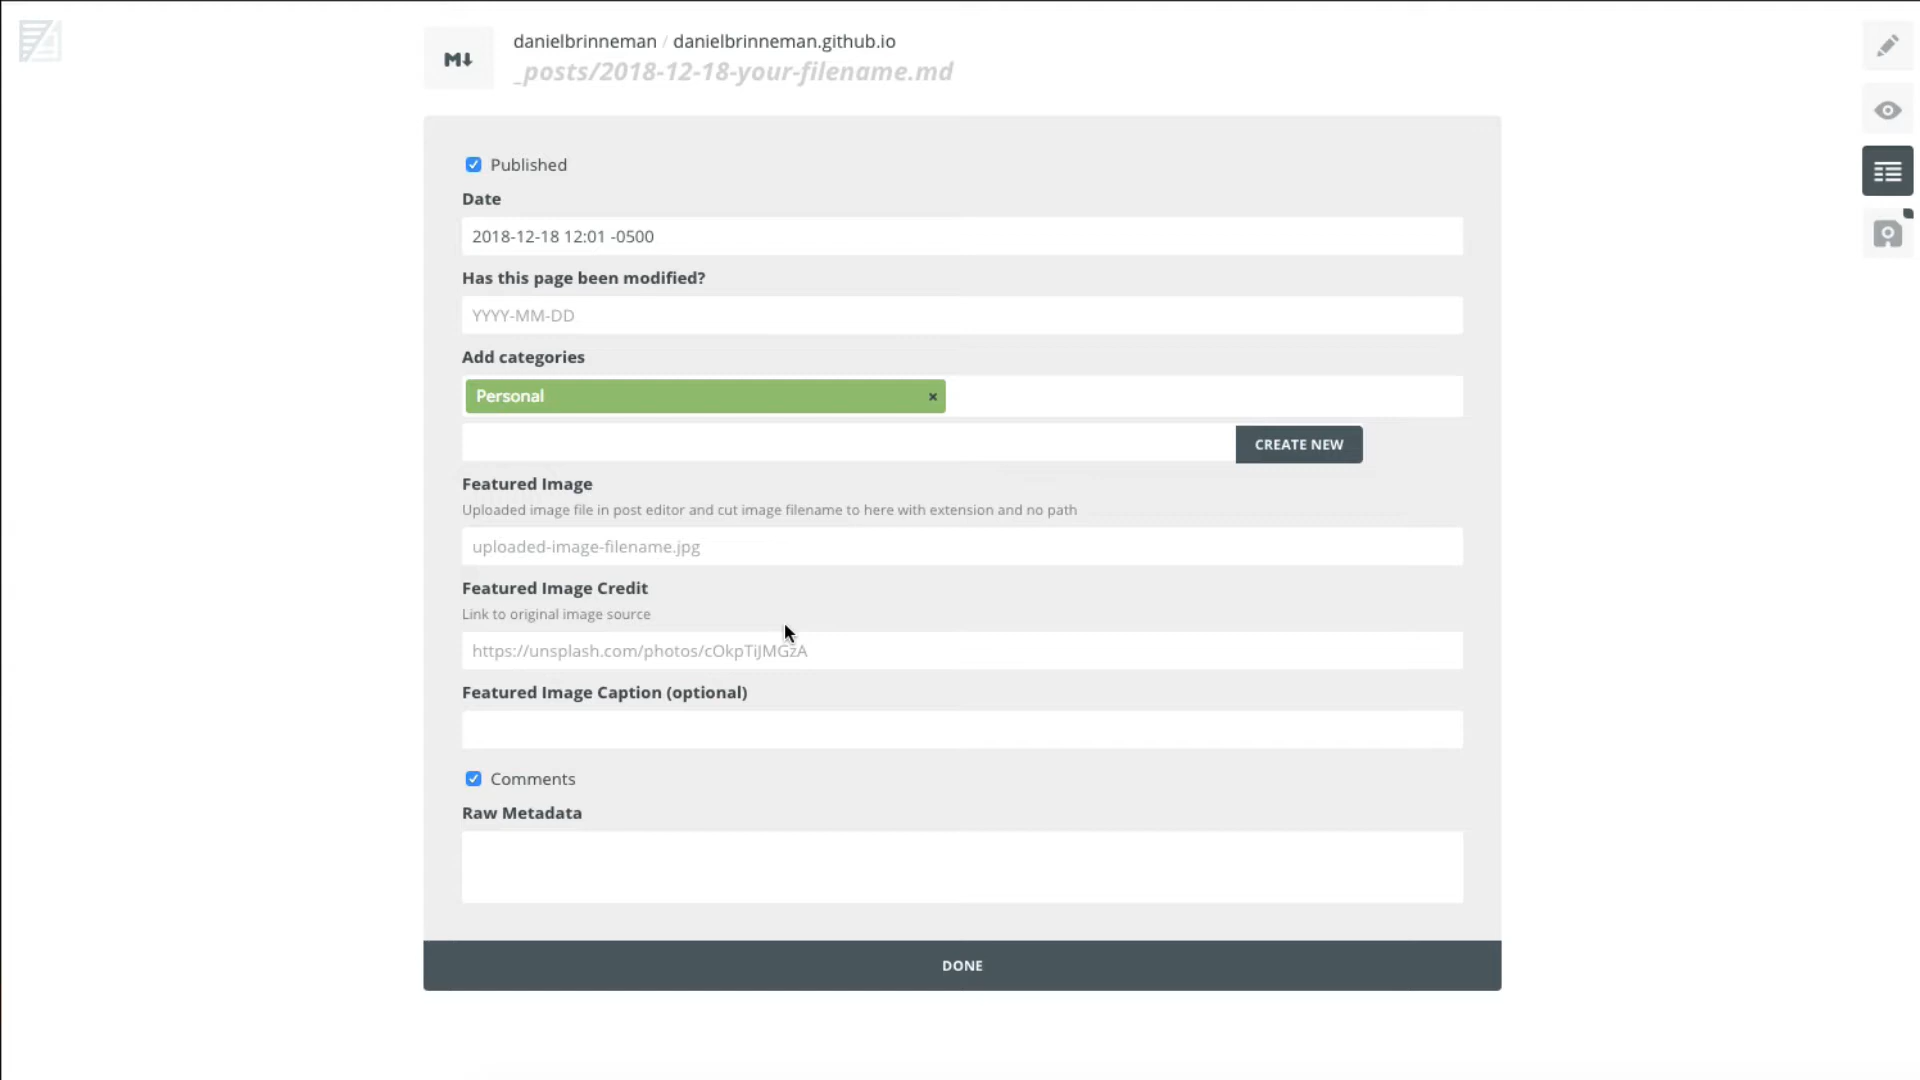 M
danielbrinneman / danielbrinneman.github.io
_posts/2018-12-18-your-filename.md
Published
Date
2018-12-18 12:01 -0500
Has this page been modified?
YYYY-MM-DD
Add categories
Personal ×
CREATE NEW
Featured Image
Uploaded image file in post editor and cut image filename to here with extension and no path
uploaded-image-filename.jpg
Featured Image Credit
Link to original image source
https://unsplash.com/photos/cOkpTiJMGzA
Featured Image Caption (optional)
Comments
Raw Metadata
DONE